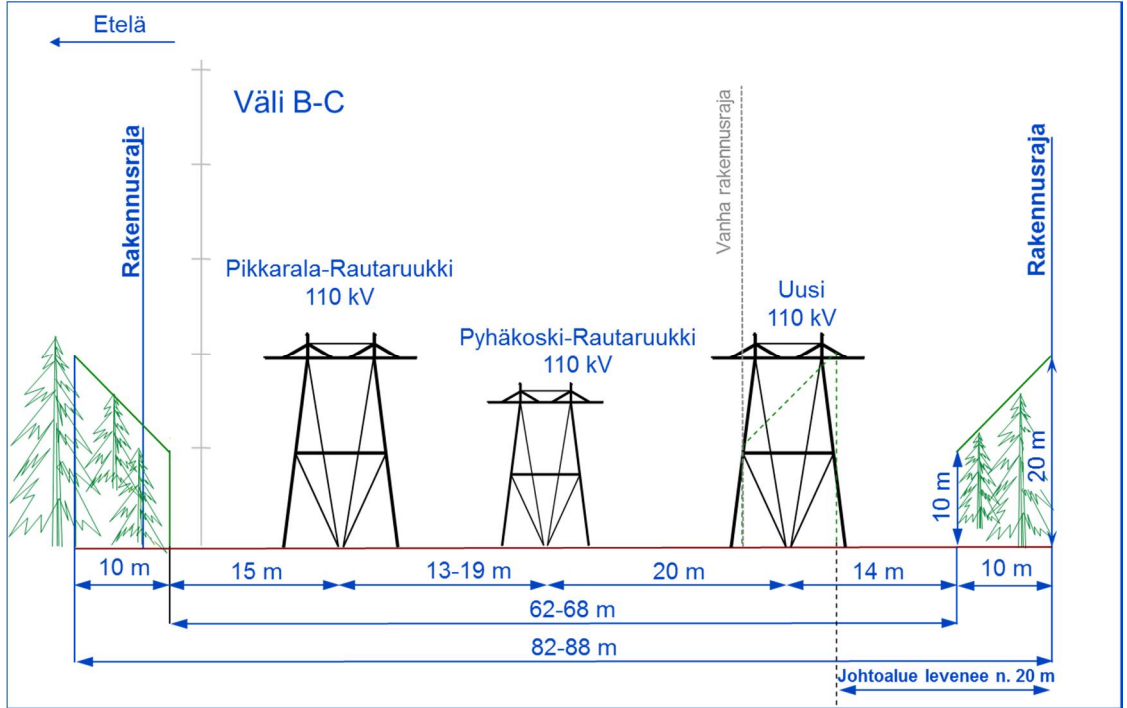 Etelä
Väli B-C
Rakennusraja
Vanha rakennusraja
Rakennusraja
Pikkarala-Rautaruukki
110 kV
Pyhäkoski-Rautaruukki
110 kV
Uusi
110 kV
10 m
20 m
10 m
15 m
13-19 m
20 m
14 m
10 m
62-68 m
82-88 m
Johtoalue levenee n. 20 m